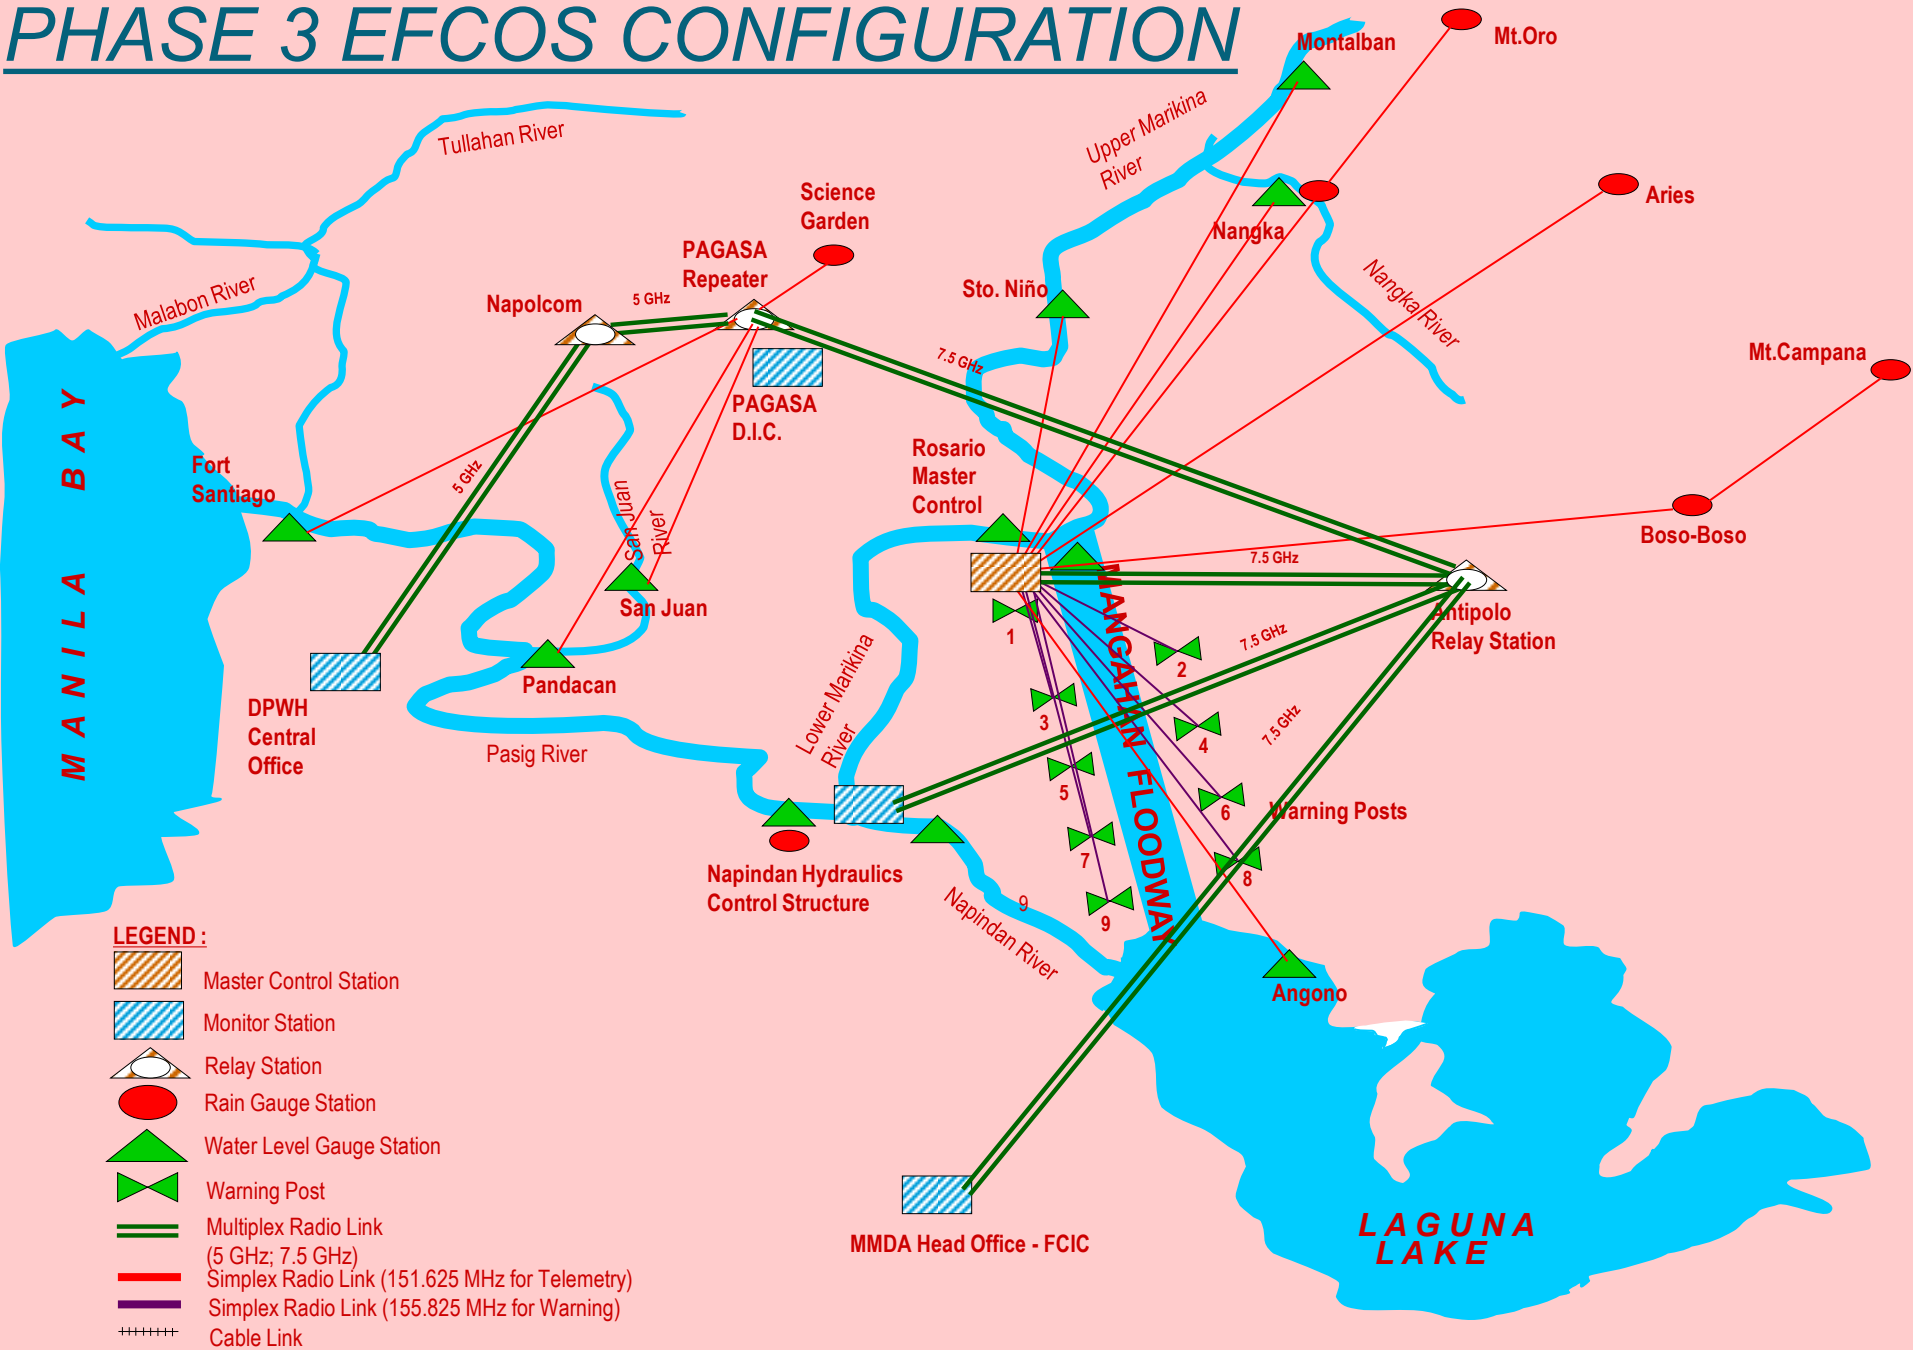 PHASE 3 EFCOS CONFIGURATION
Montalban
Mt.Oro
Tullahan River
Upper Marikina
River
Science
Garden
Aries
Nangka
PAGASA
Repeater
Napolcom
5 GHz
Malabon River
Sto. Niño
Nangka River
7.5 GHz
Mt.Campana
PAGASA
D.I.C.
MANILA BAY
Fort
Santiago
5 GHz
San Juan
River
Rosario
Master
Control
Boso-Boso
7.5 GHz
San Juan
1
2
MANGAHAN FLOODWAY
Antipolo
Relay Station
7.5 GHz
Pandacan
DPWH
Central
Office
Pasig River
Lower Marikina
River
3
4
7.5 GHz
5
6
Warning Posts
7
8
9
Napindan Hydraulics
Control Structure
9
Napindan River
Angono
LEGEND :
Master Control Station
Monitor Station
Relay Station
Rain Gauge Station
Water Level Gauge Station
Warning Post
Multiplex Radio Link
(5 GHz; 7.5 GHz)
Simplex Radio Link (151.625 MHz for Telemetry)
Simplex Radio Link (155.825 MHz for Warning)
Cable Link
MMDA Head Office - FCIC
LAGUNA
LAKE